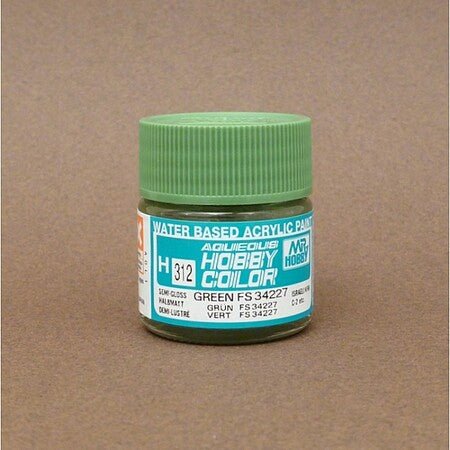 WATER BASED ACRYLIC PAINT
AQUEOUS
HOBBY
COLOR
MR.
HOBBY
H 312
SEMI-GLOSS
HALBMATT
DEMI-LUSTRÉ
GREEN FS 34227
GRÜN FS 34227
VERT FS 34227